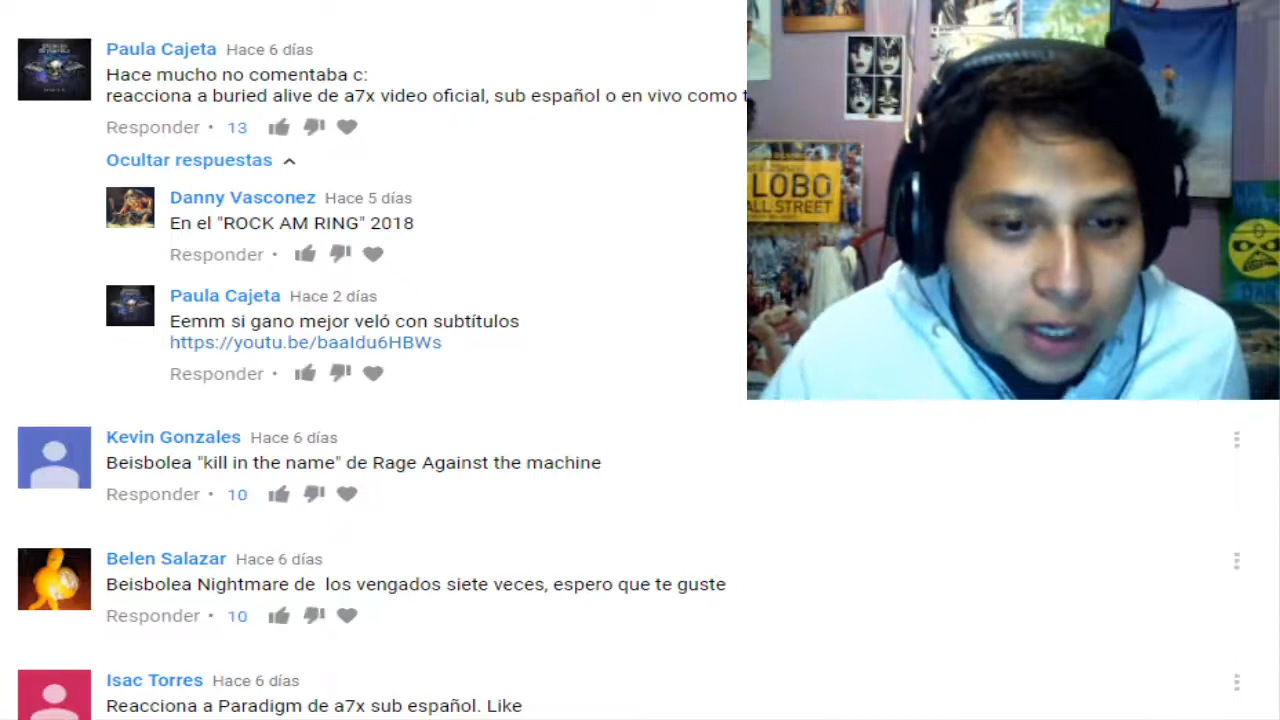 Paula Cajeta Hace 6 días
Hace mucho no comentaba c:
reacciona a buried alive de a7x video oficial, sub español o en vivo como
Responder • 13
Ocultar respuestas
Danny Vasconez Hace 5 días
En el "ROCK AM RING" 2018
Responder •
Paula Cajeta Hace 2 días
Eemm si gano mejor veló con subtítulos
https://youtu.be/baaIdu6HBWs
Responder •
Kevin Gonzales Hace 6 días
Beisbolea "kill in the name" de Rage Against the machine
Responder • 10
Belen Salazar Hace 6 días
Beisbolea Nightmare de los vengados siete veces, espero que te guste
Responder • 10
Isac Torres Hace 6 días
Reacciona a Paradigm de a7x sub español. Like
LOBO
ALL STREET